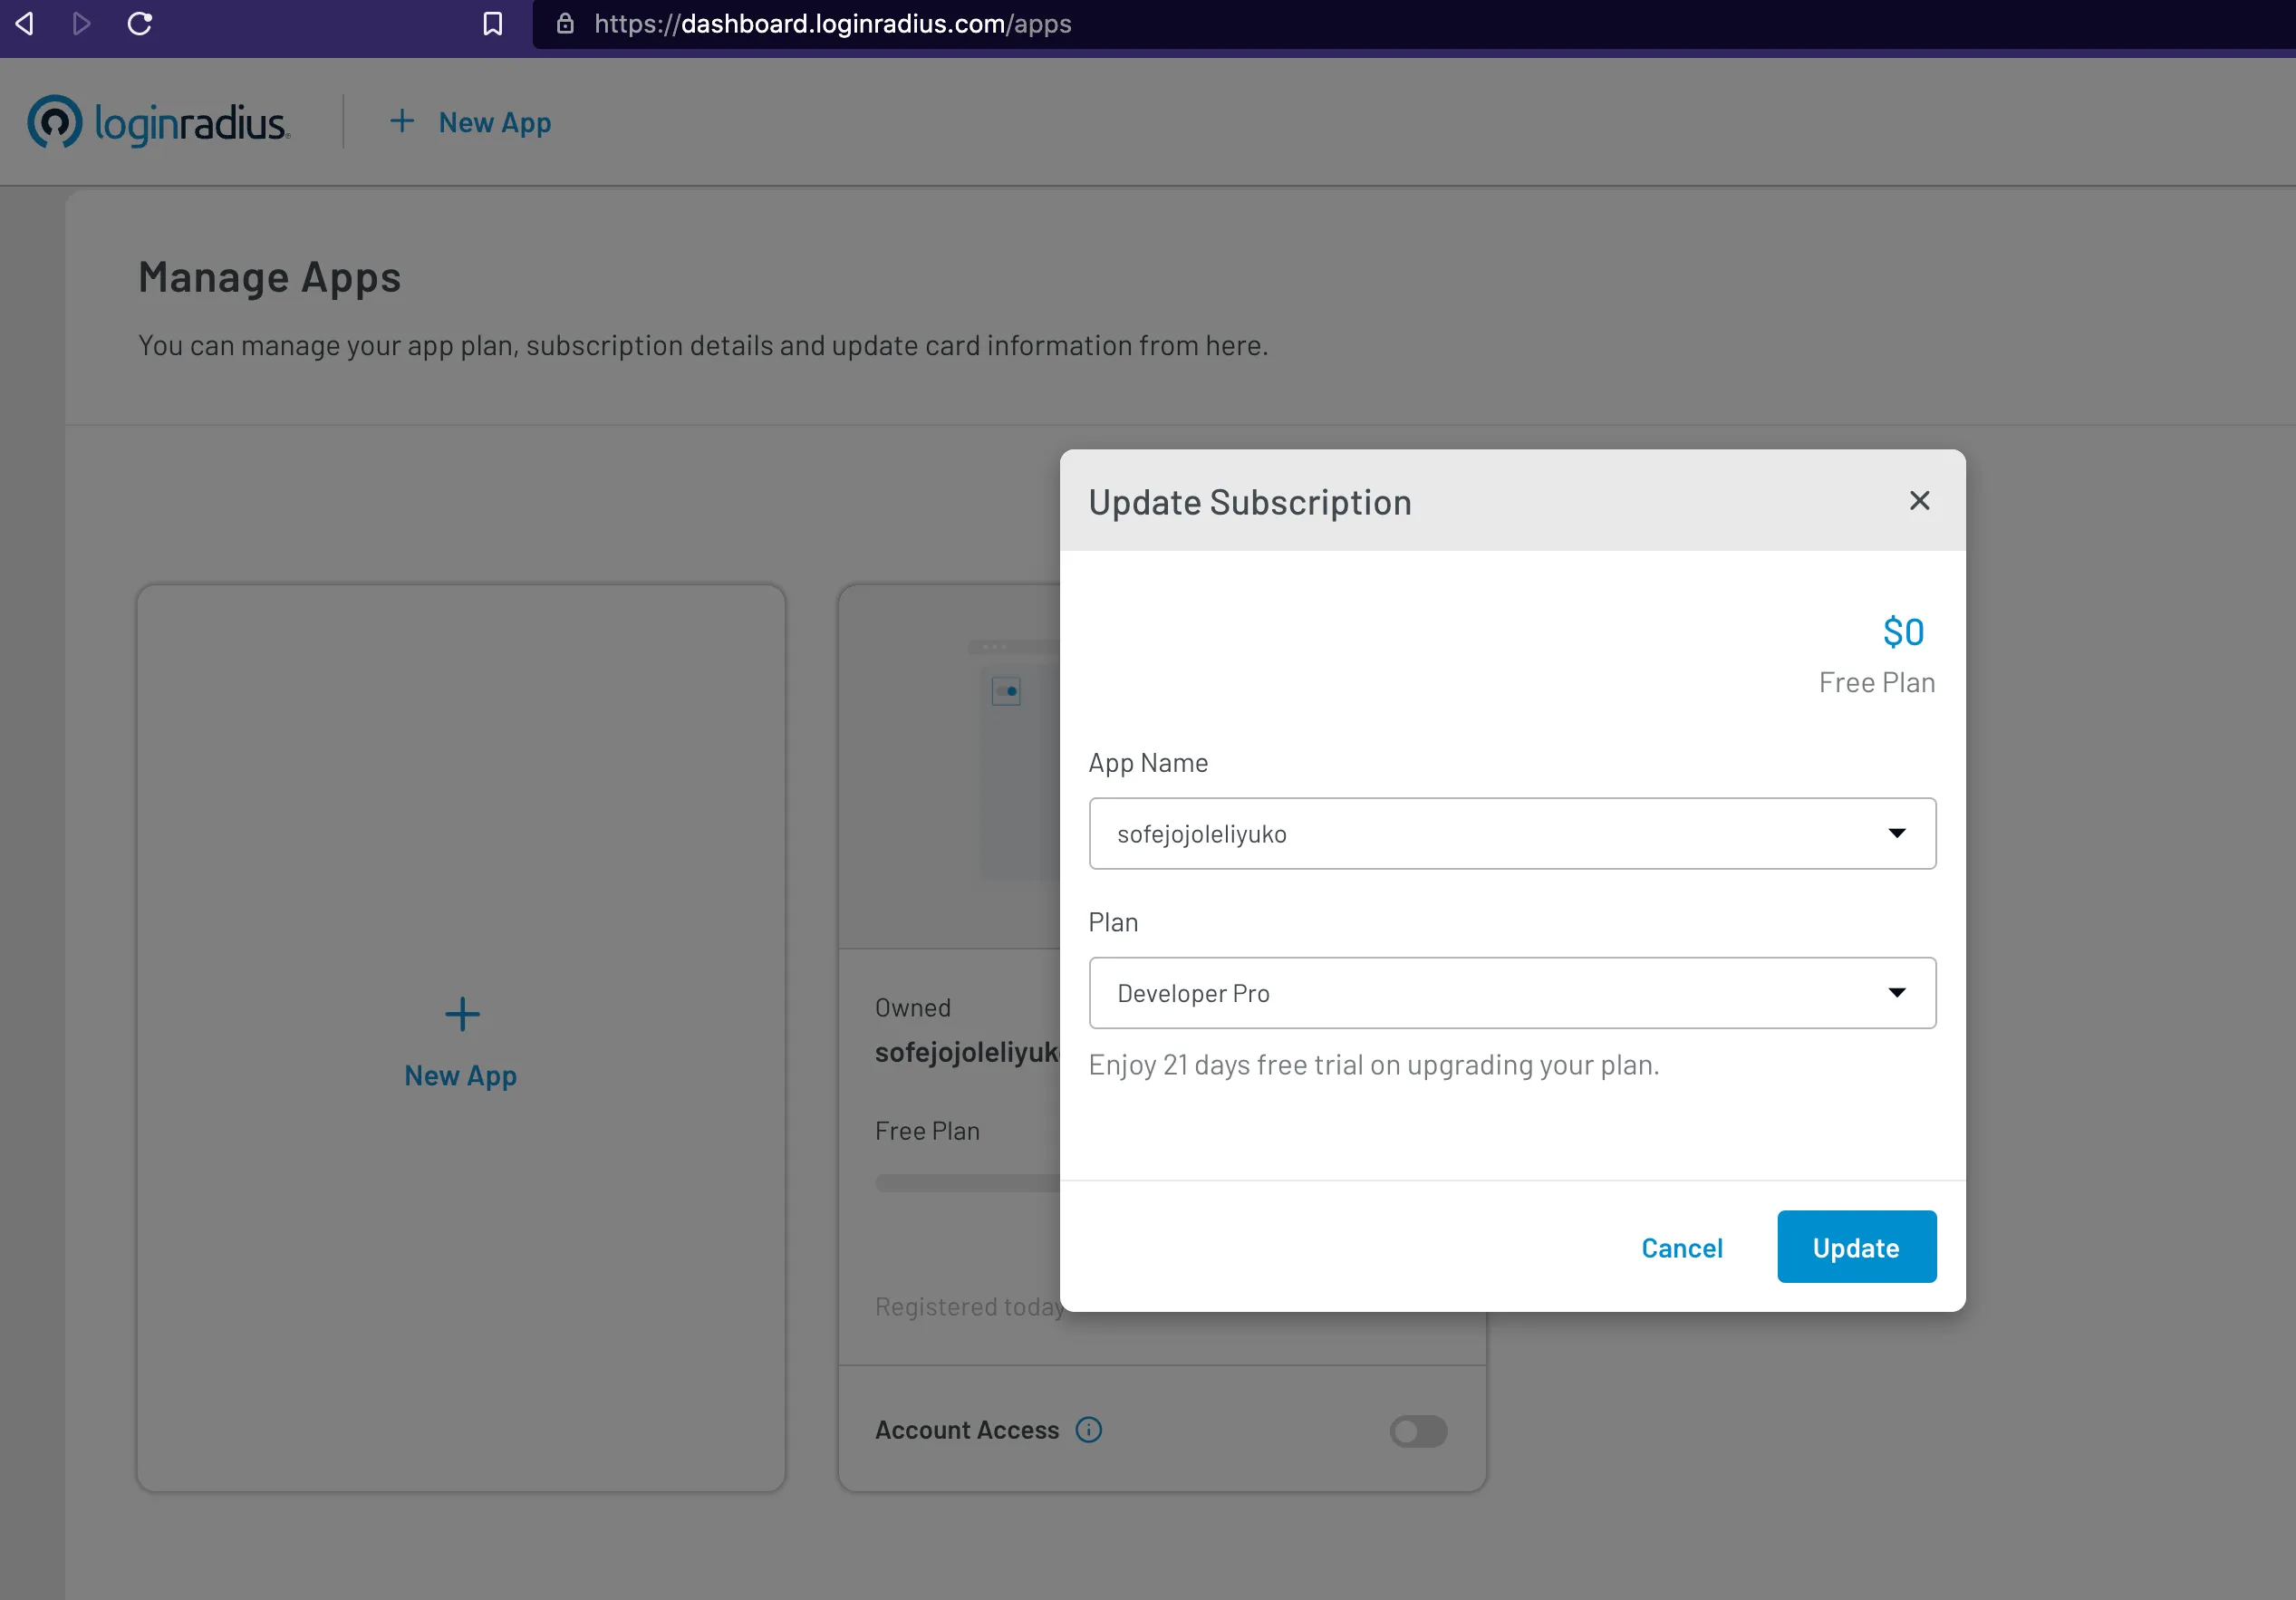 https://dashboard.loginradius.com/apps
loginradius
+ New App
Manage Apps
You can manage your app plan, subscription details and update card information from here.
Update Subscription
$0
Free Plan
App Name
sofejojoleliyuko
Plan
Developer Pro
Enjoy 21 days free trial on upgrading your plan.
Cancel
Update
New App
Owned
sofejojoleliyuk
Free Plan
Registered today
Account Access